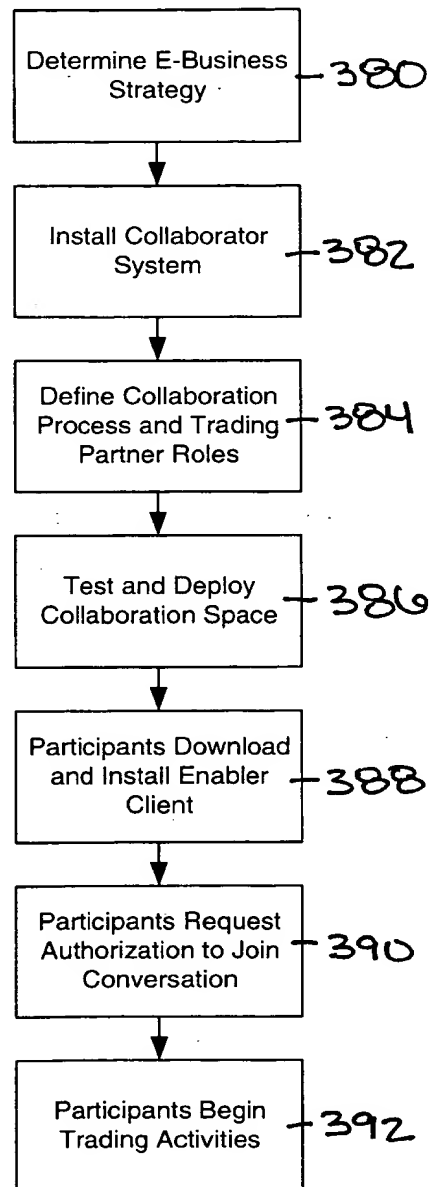 Determine E-Business
Strategy
380
Install Collaborator
System
382
Define Collaboration
Process and Trading
Partner Roles
384
Test and Deploy
Collaboration Space
386
Participants Download
and Install Enabler
Client
388
Participants Request
Authorization to Join
Conversation
390
Participants Begin
Trading Activities
392